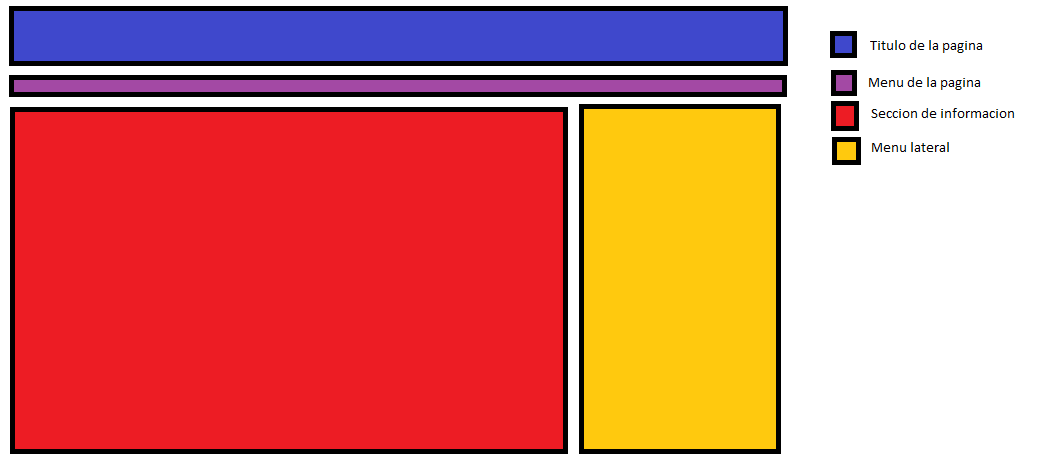 Titulo de la pagina
Menu de la pagina
Seccion de informacion
Menu lateral